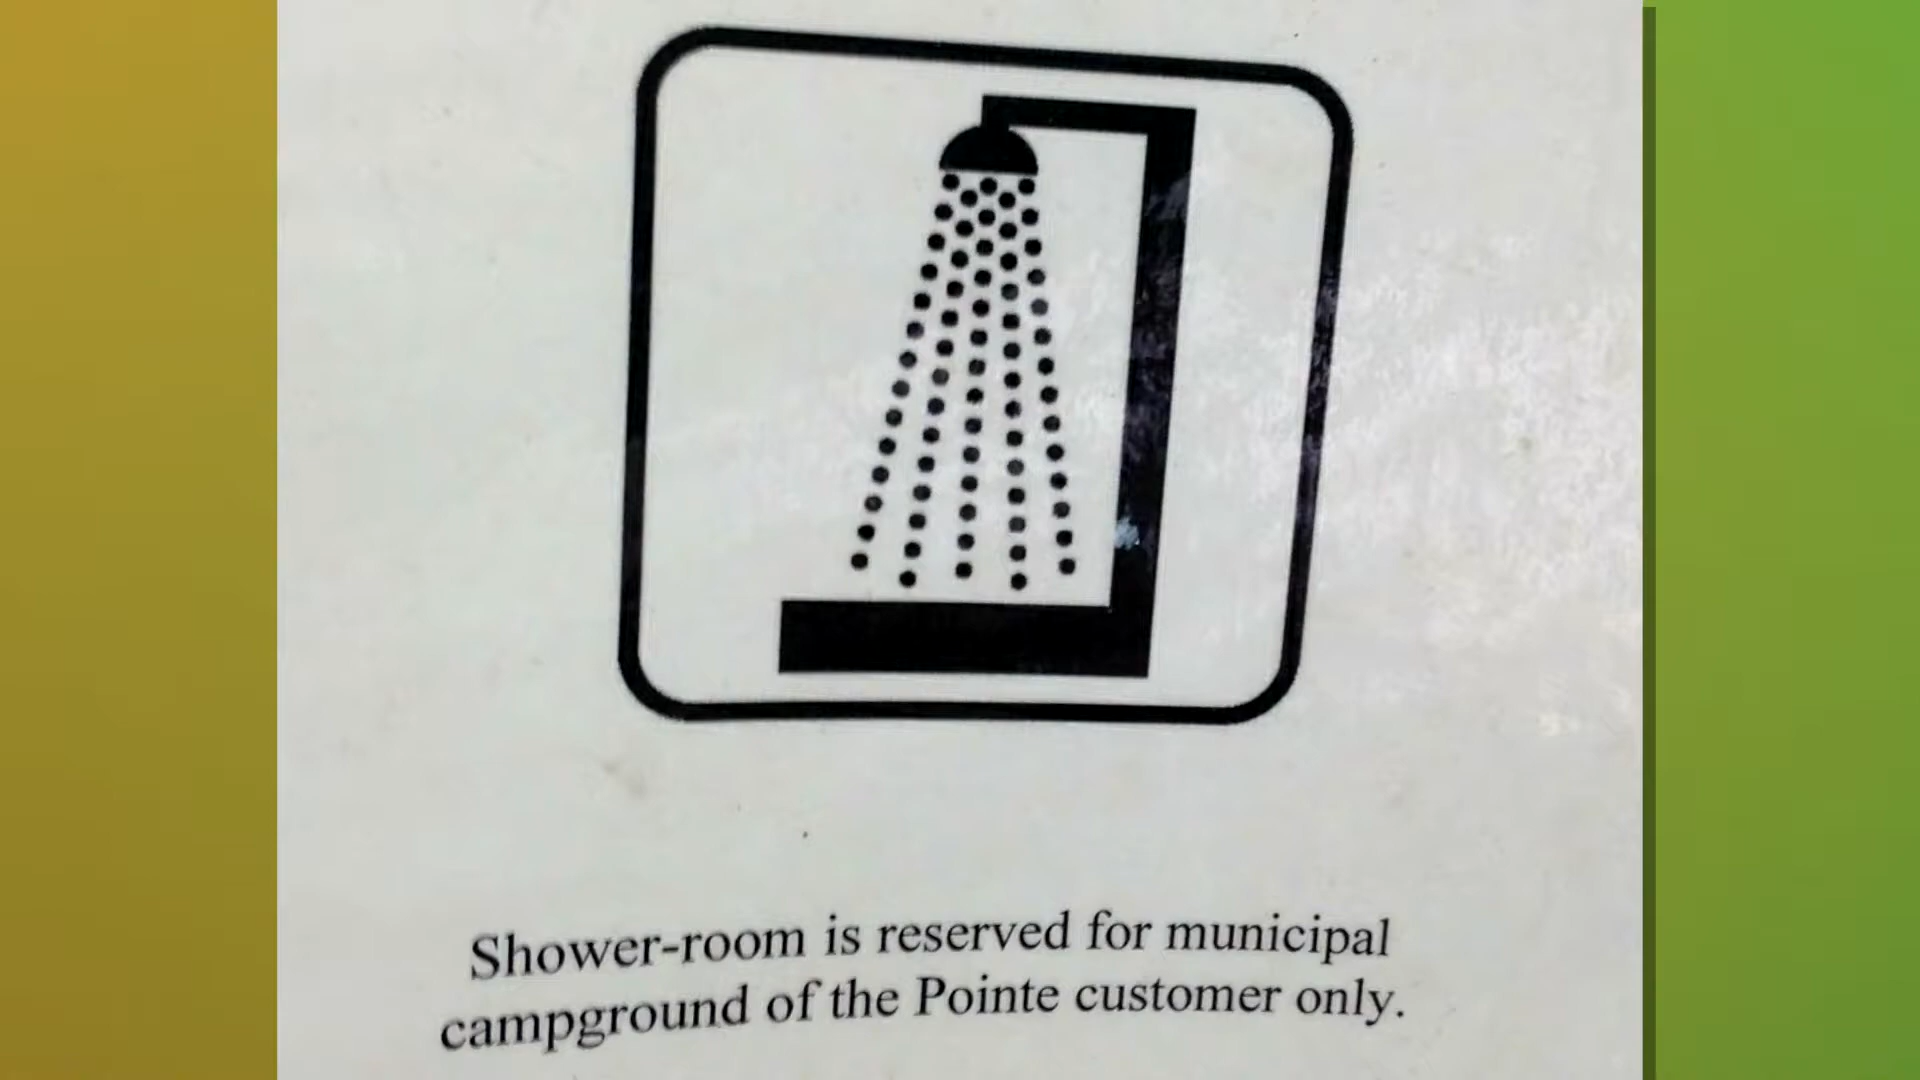 Shower-room is reserved for municipal
campground of the Pointe customer only.